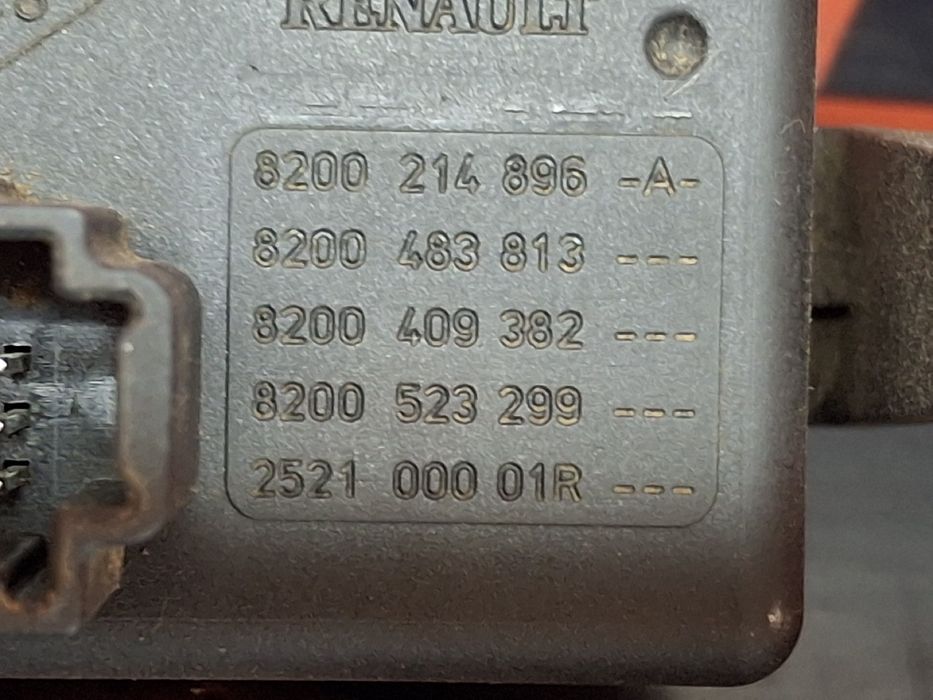 RENAULT
8200 214 896 -A-
8200 483 813 ---
8200 409 382 ---
8200 523 299 ---
2521 000 01R ---